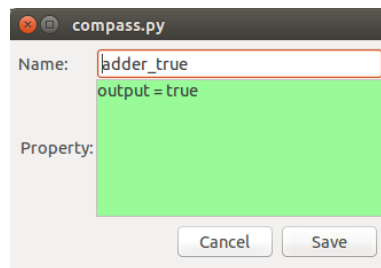 compass.py
Name: adder_true
output = true
Property:
Cancel Save